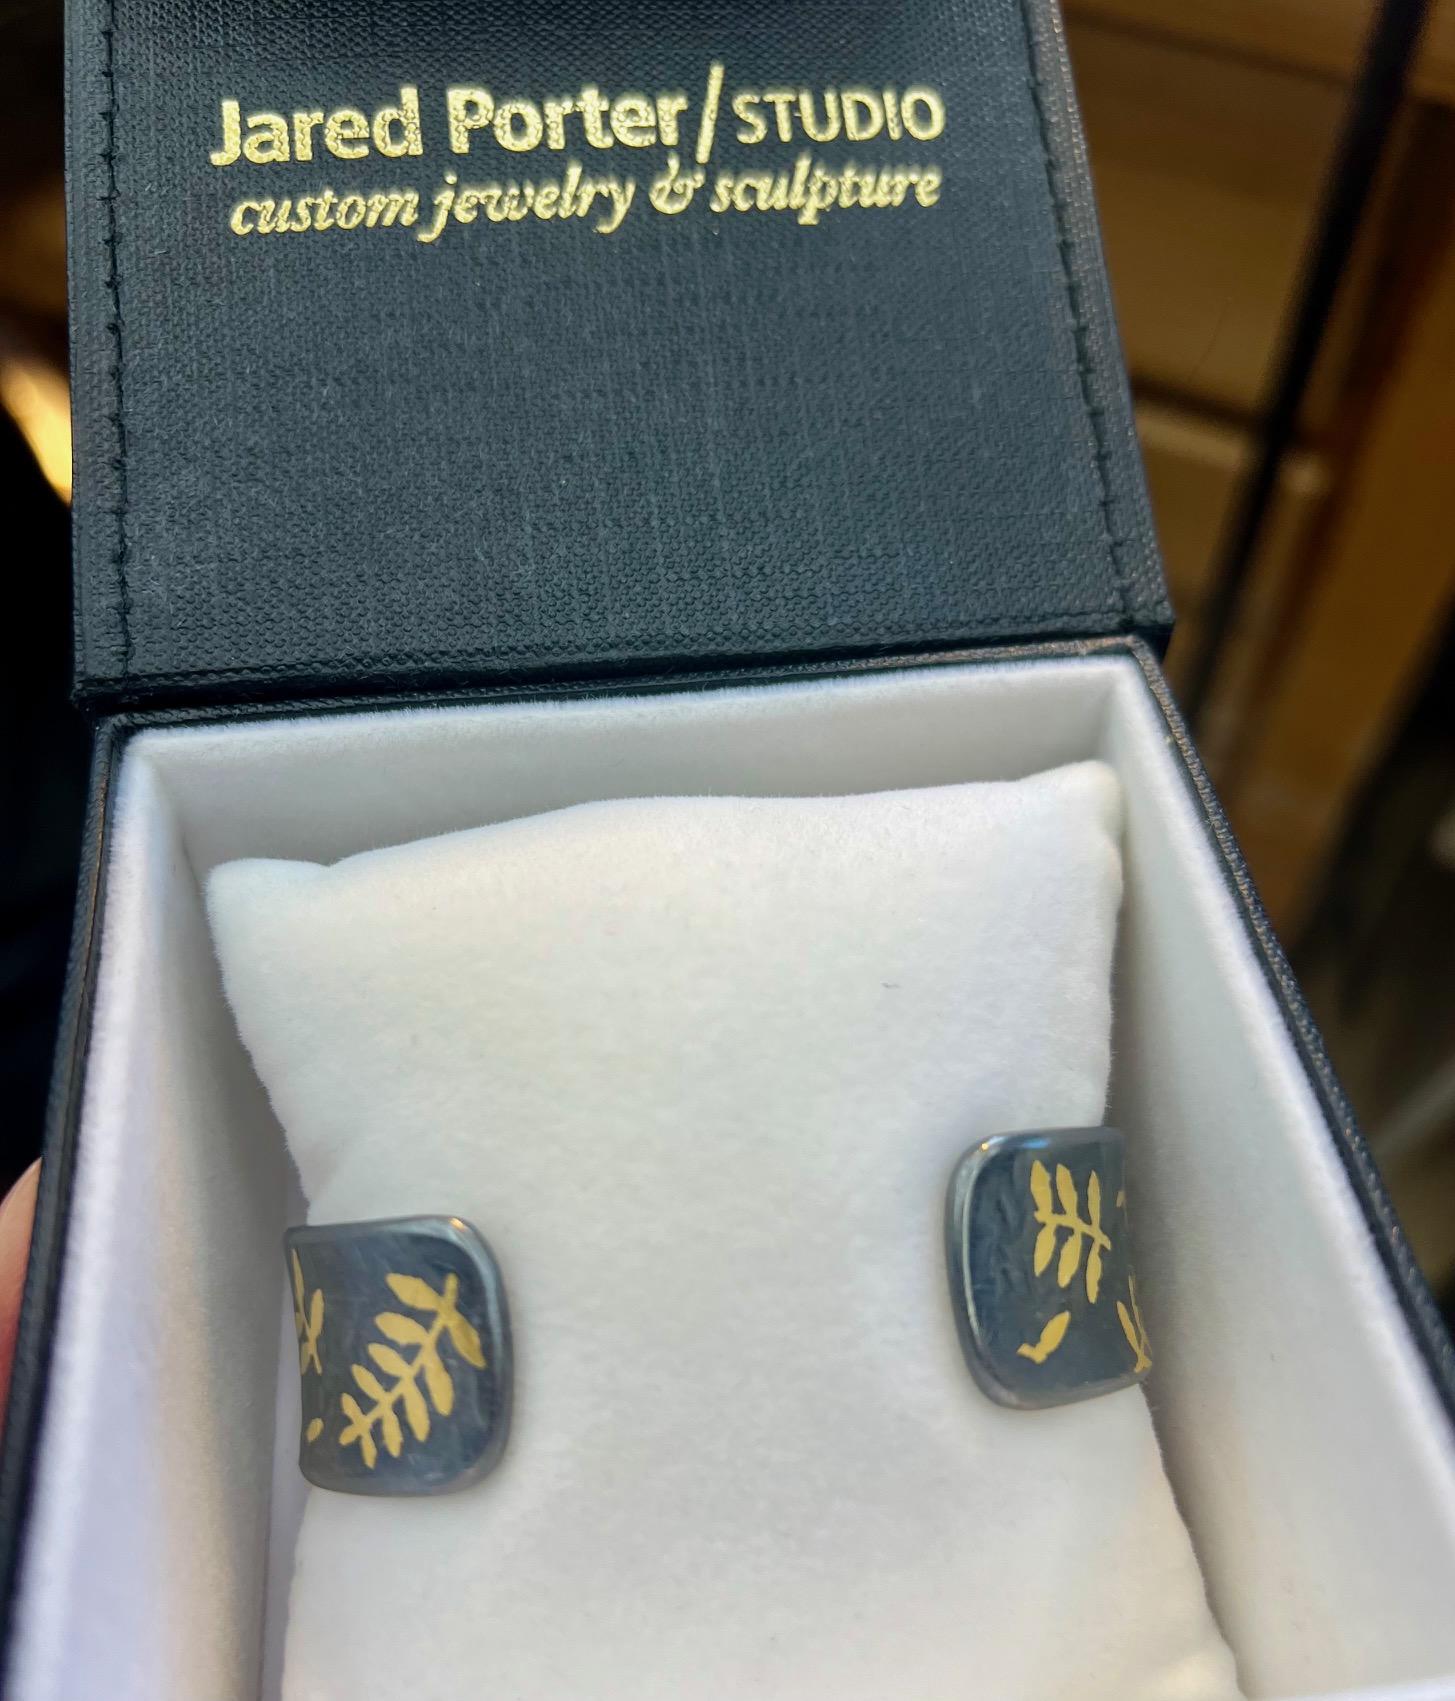 Jared Porter/STUDIO
custom jewelry & sculpture